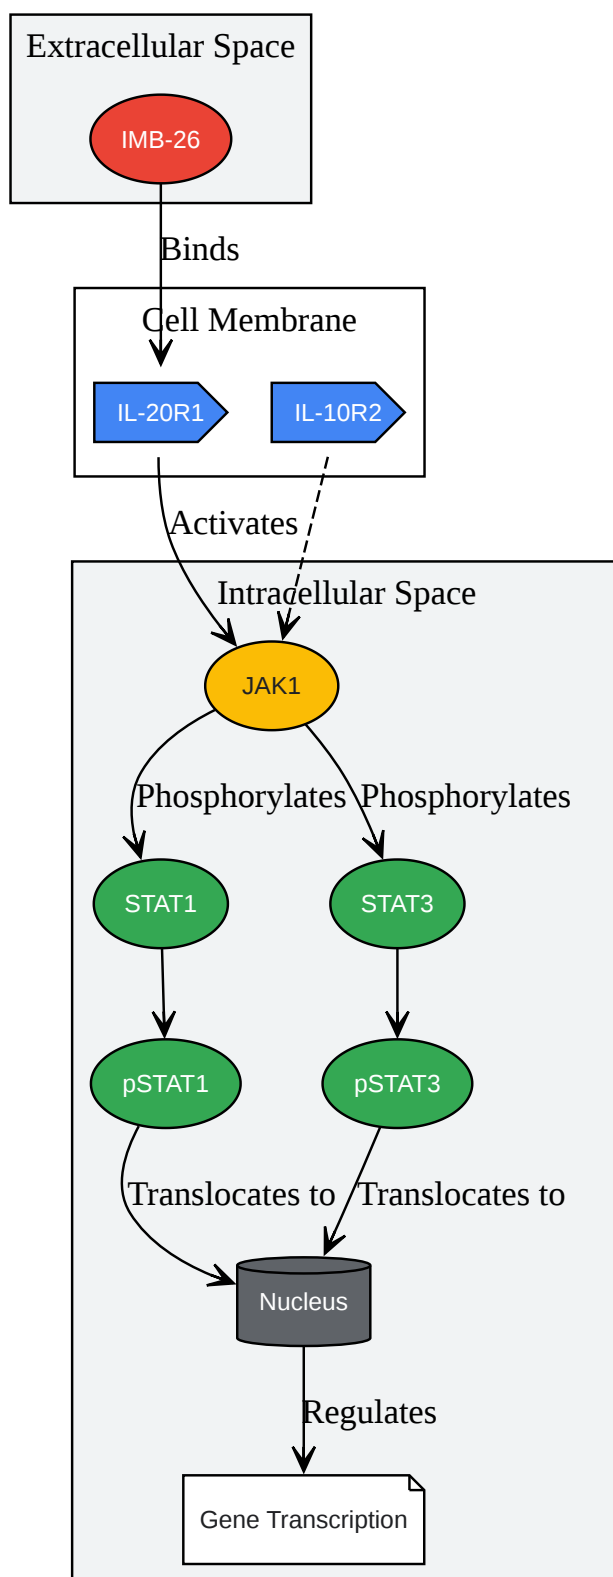 Extracellular Space
IMB-26
Binds
Cell Membrane
IL-20R1
IL-10R2
Activates
Intracellular Space
JAK1
Phosphorylates
Phosphorylates
STAT1
STAT3
pSTAT1
pSTAT3
Translocates to
Translocates to
Nucleus
Regulates
Gene Transcription